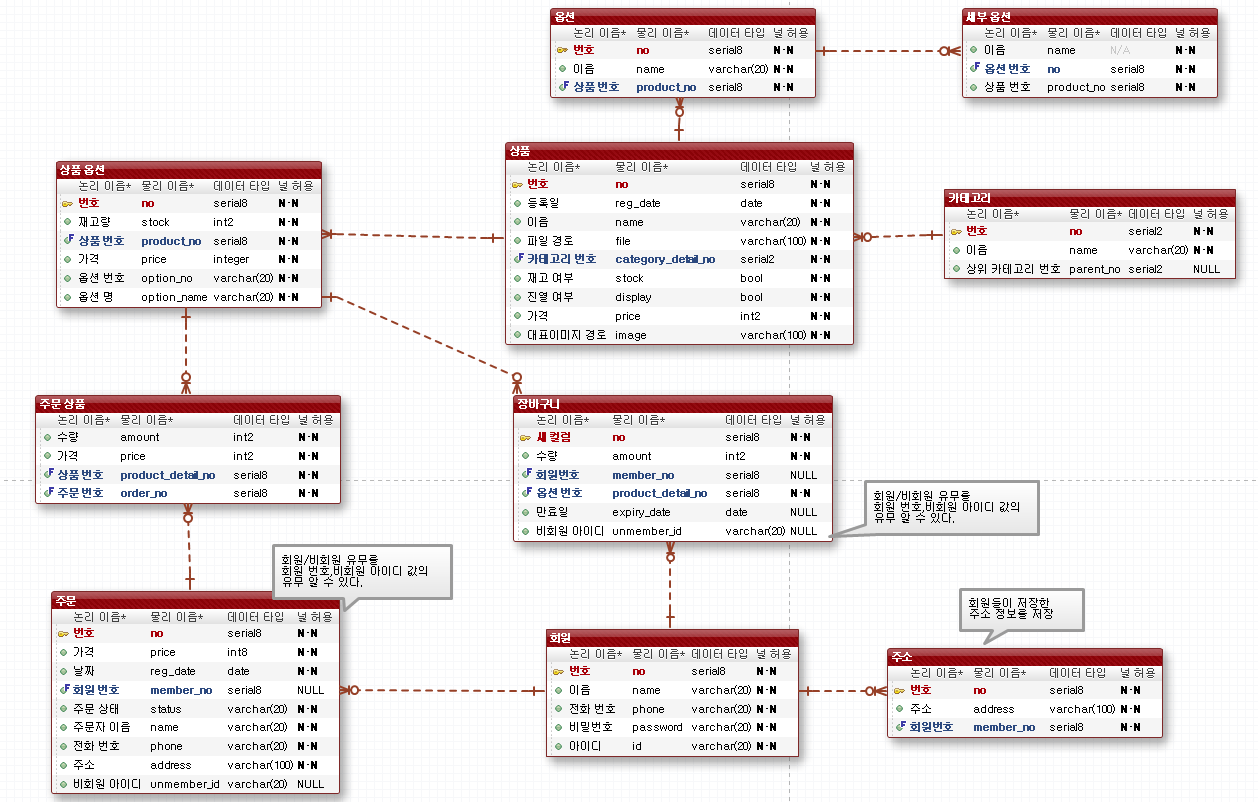 옵션
논리 이름* 물리 이름* 데이터 타입 널 허용
번호 no serial8 N·N
이름 name varchar(20) N·N
상품 번호 product_no serial8 N·N
세부 옵션
논리 이름* 물리 이름* 데이터 타입 널 허용
이름 name N/A N·N
옵션 번호 no serial8 N·N
상품 번호 product_no serial8 N·N
상품 옵션
논리 이름* 물리 이름* 데이터 타입 널 허용
번호 no serial8 N·N
재고량 stock int2 N·N
상품 번호 product_no serial8 N·N
가격 price integer N·N
옵션 번호 option_no varchar(20) N·N
옵션 명 option_name varchar(20) N·N
상품
논리 이름* 물리 이름* 데이터 타입 널 허용
번호 no serial8 N·N
등록일 reg_date date N·N
이름 name varchar(20) N·N
파일 경로 file varchar(100) N·N
카테고리 번호 category_detail_no serial2 N·N
재고 여부 stock bool N·N
진열 여부 display bool N·N
가격 price int2 N·N
대표이미지 경로 image varchar(100) N·N
카테고리
논리 이름* 물리 이름* 데이터 타입 널 허용
번호 no serial2 N·N
이름 name varchar(20) N·N
상위 카테고리 번호 parent_no serial2 NULL
주문 상품
논리 이름* 물리 이름* 데이터 타입 널 허용
수량 amount int2 N·N
가격 price int2 N·N
상품 번호 product_detail_no serial8 N·N
주문 번호 order_no serial8 N·N
장바구니
논리 이름* 물리 이름* 데이터 타입 널 허용
새 컬럼 no serial8 N·N
수량 amount int2 N·N
회원번호 member_no serial8 NULL
옵션 번호 product_detail_no serial8 N·N
만료일 expiry_date date NULL
비회원 아이디 unmember_id varchar(20) NULL
회원/비회원 유무를
회원 번호,비회원 아이디 값의
유무 알 수 있다.
회원/비회원 유무를
회원 번호,비회원 아이디 값의
유무 알 수 있다.
주문
논리 이름* 물리 이름* 데이터 타입 널 허용
번호 no serial8 N·N
가격 price int8 N·N
날짜 reg_date date N·N
회원 번호 member_no serial8 NULL
주문 상태 status varchar(20) N·N
주문자 이름 name varchar(20) N·N
전화 번호 phone varchar(20) N·N
주소 address varchar(100) N·N
비회원 아이디 unmember_id varchar(20) NULL
회원
논리 이름* 물리 이름* 데이터 타입 널 허용
번호 no serial8 N·N
이름 name varchar(20) N·N
전화 번호 phone varchar(20) N·N
비밀번호 password varchar(20) N·N
아이디 id varchar(20) N·N
회원들이 저장한
주소 정보를 저장
주소
논리 이름* 물리 이름* 데이터 타입 널 허용
번호 no serial8 N·N
주소 address varchar(100) N·N
회원번호 member_no serial8 N·N